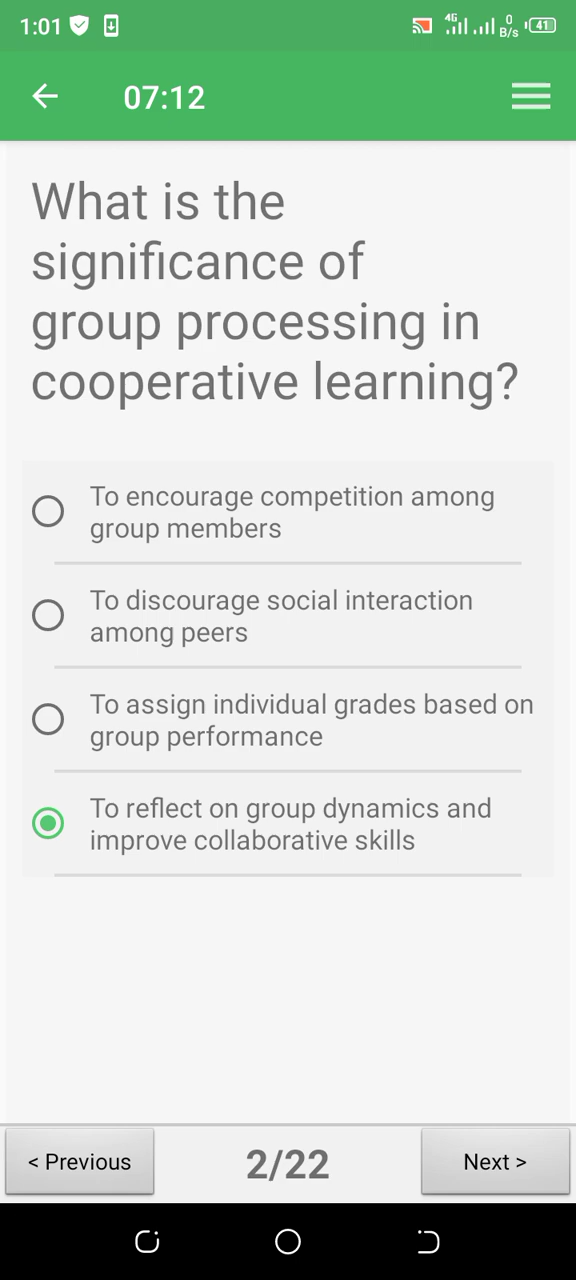 1:01 4G 0 B/s 41
07:12
What is the
significance of
group processing in
cooperative learning?
To encourage competition among
group members
To discourage social interaction
among peers
To assign individual grades based on
group performance
To reflect on group dynamics and
improve collaborative skills
< Previous 2/22 Next >